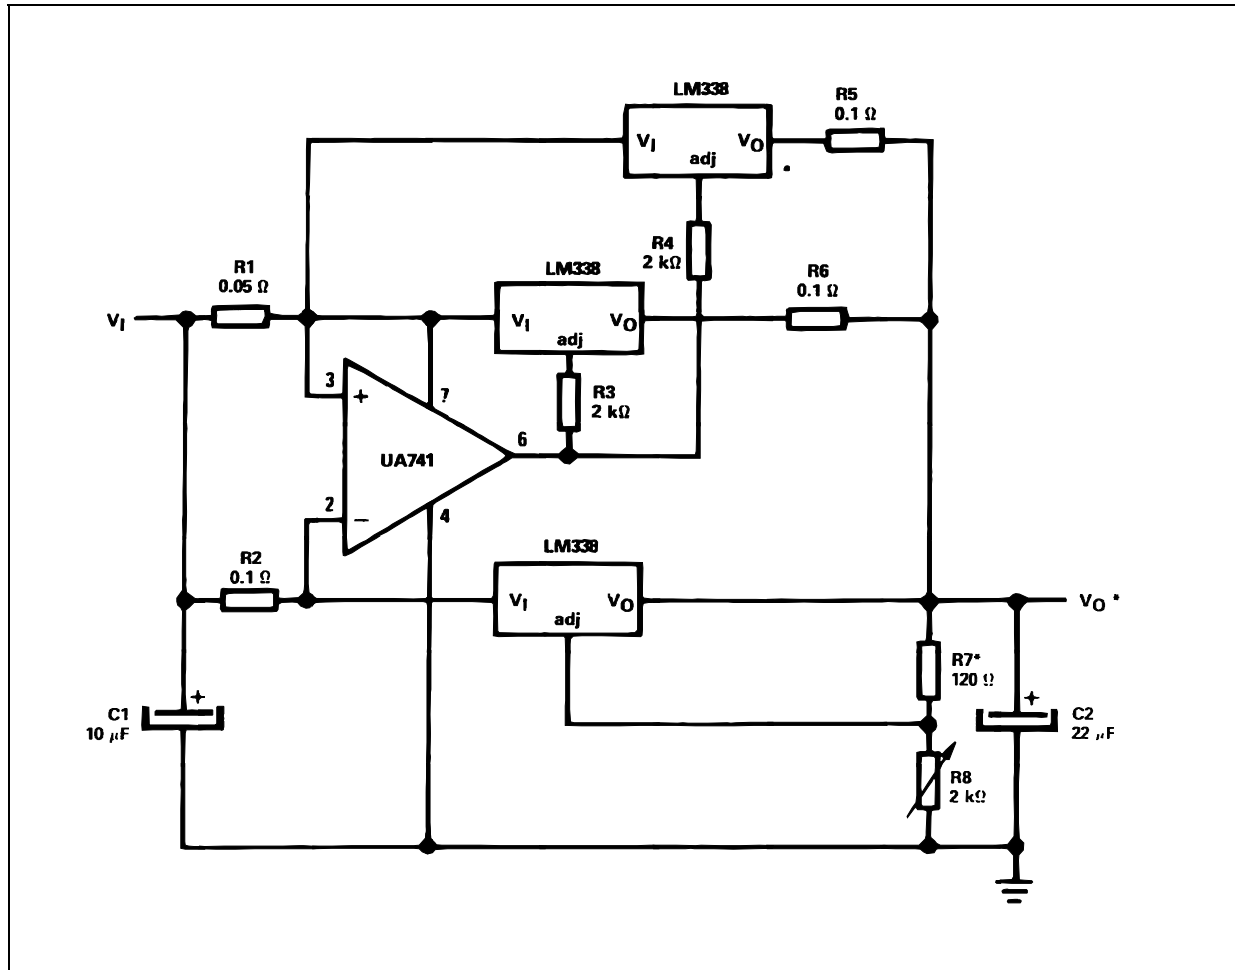 LM338
R5
0.1 Ω
VI
VO
adj
R4
2 kΩ
R1
0.05 Ω
LM338
R6
0.1 Ω
VI
VI
VO
adj
3
+
7
R3
2 kΩ
6
UA741
2
−
4
LM338
R2
0.1 Ω
VI
VO
adj
VO *
R7*
120 Ω
+
C1
10 µF
+
C2
22 µF
R8
2 kΩ